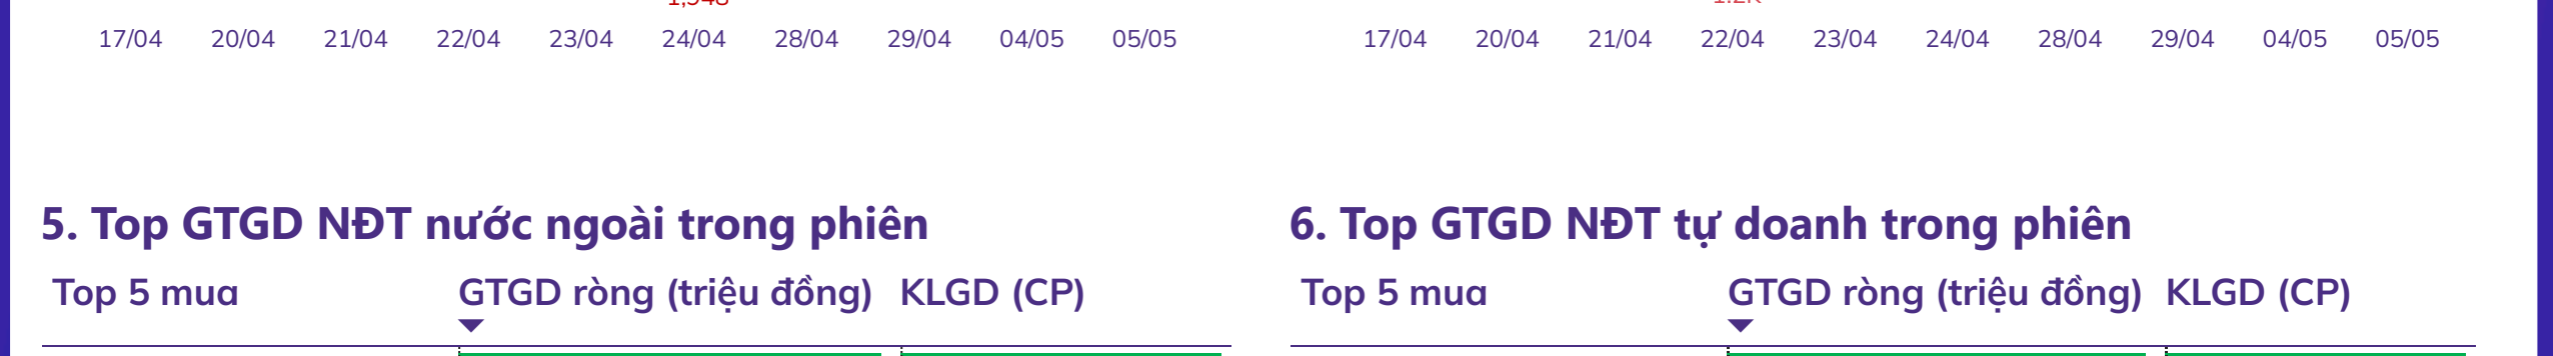 17/04 20/04 21/04 22/04 23/04 24/04 28/04 29/04 04/05 05/05
17/04 20/04 21/04 22/04 23/04 24/04 28/04 29/04 04/05 05/05
5. Top GTGD NĐT nước ngoài trong phiên
Top 5 mua GTGD ròng (triệu đồng) KLGD (CP)
6. Top GTGD NĐT tự doanh trong phiên
Top 5 mua GTGD ròng (triệu đồng) KLGD (CP)